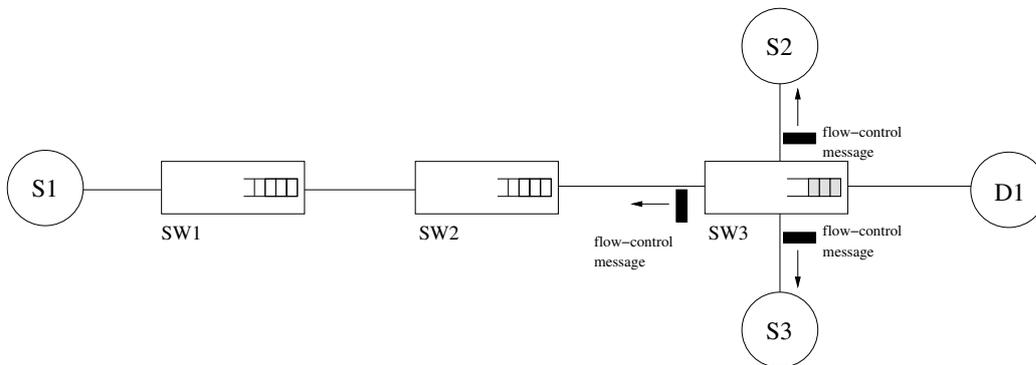 S2
flow−control
message
S1
D1
SW1
SW2
SW3
flow−control
message
flow−control
message
S3